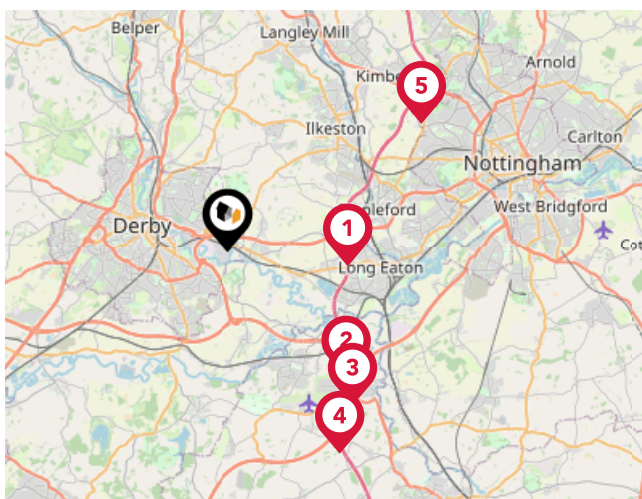 Belper
Langley Mill
Arnold
Kimbe
5
Ilkeston
Carlton
Nottingham
1
pleford
West Bridgford
Derby
Long Eaton
Cot
2
3
4